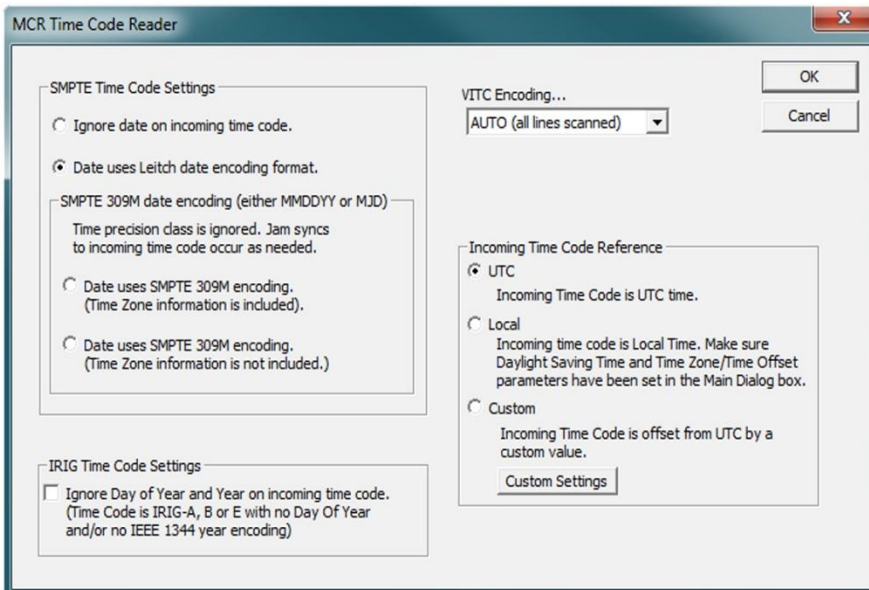 MCR Time Code Reader
X
SMPTE Time Code Settings
Ignore date on incoming time code.
Date uses Leitch date encoding format.
SMPTE 309M date encoding (either MMDDYY or MJD)
Time precision class is ignored. Jam syncs
to incoming time code occur as needed.
Date uses SMPTE 309M encoding.
(Time Zone information is included).
Date uses SMPTE 309M encoding.
(Time Zone information is not included.)
IRIG Time Code Settings
Ignore Day of Year and Year on incoming time code.
(Time Code is IRIG-A, B or E with no Day Of Year
and/or no IEEE 1344 year encoding)
VITC Encoding...
AUTO (all lines scanned)
OK
Cancel
Incoming Time Code Reference
UTC
Incoming Time Code is UTC time.
Local
Incoming time code is Local Time. Make sure
Daylight Saving Time and Time Zone/Time Offset
parameters have been set in the Main Dialog box.
Custom
Incoming Time Code is offset from UTC by a
custom value.
Custom Settings